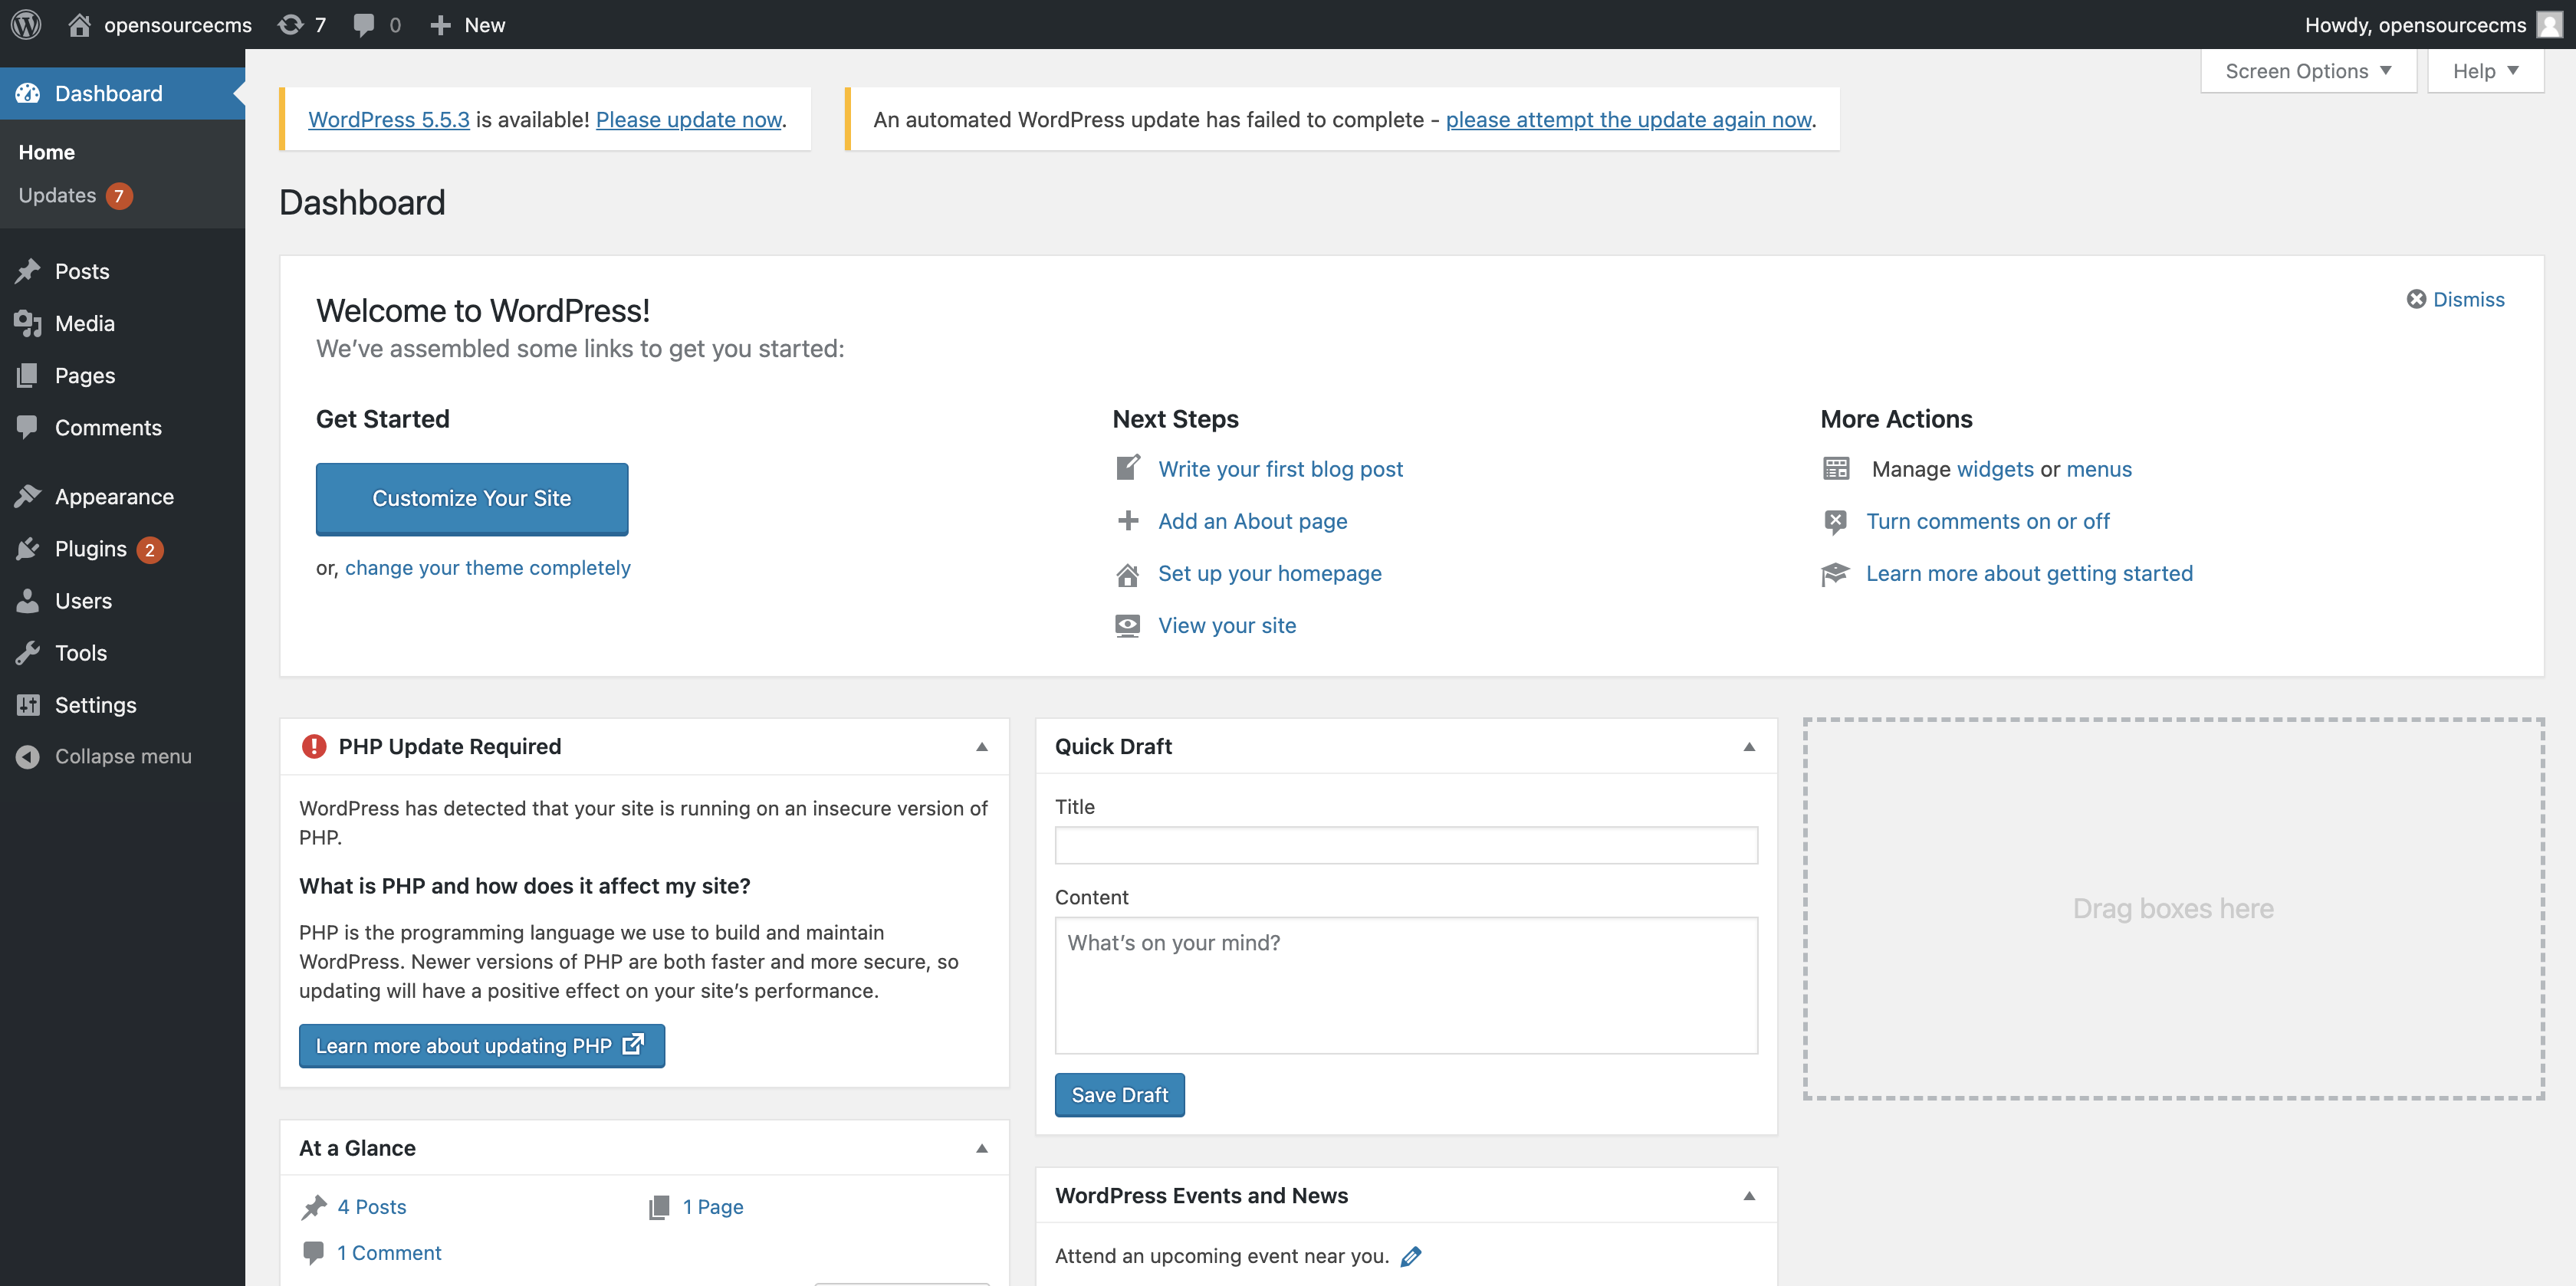 opensourcecms 7 0 New
Howdy, opensourcecms
Dashboard
Home
Updates 7
Posts
Media
Pages
Comments
Appearance
Plugins 2
Users
Tools
Settings
Collapse menu
Screen Options
Help
WordPress 5.5.3 is available! Please update now.
An automated WordPress update has failed to complete - please attempt the update again now.
Dashboard
Welcome to WordPress!
Dismiss
We’ve assembled some links to get you started:
Get Started
Customize Your Site
or, change your theme completely
Next Steps
Write your first blog post
Add an About page
Set up your homepage
View your site
More Actions
Manage widgets or menus
Turn comments on or off
Learn more about getting started
PHP Update Required
WordPress has detected that your site is running on an insecure version of
PHP.
What is PHP and how does it affect my site?
PHP is the programming language we use to build and maintain
WordPress. Newer versions of PHP are both faster and more secure, so
updating will have a positive effect on your site’s performance.
Learn more about updating PHP
At a Glance
4 Posts
1 Page
1 Comment
Quick Draft
Title
Content
What’s on your mind?
Save Draft
WordPress Events and News
Attend an upcoming event near you.
Drag boxes here